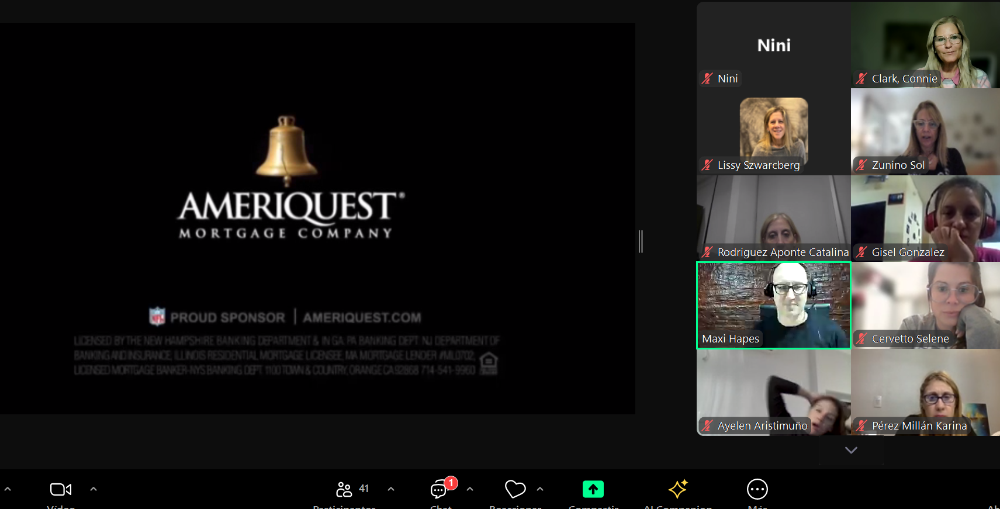 AMERIQUEST®
MORTGAGE COMPANY
NFL
PROUD SPONSOR | AMERIQUEST.COM
LICENSED BY THE NEW HAMPSHIRE BANKING DEPARTMENT & IN GA. PA BANKING DEPT. NJ DEPARTMENT OF
BANKING AND INSURANCE, ILLINOIS RESIDENTIAL MORTGAGE LICENSEE, MA MORTGAGE LENDER #ML0702,
LICENSED MORTGAGE BANKER-NYS BANKING DEPT. 1100 TOWN & COUNTRY, ORANGE CA 92868 714-541-9960
Nini
Nini
Clark, Connie
Lissy Szwarcberg
Zunino Sol
Rodriguez Aponte Catalina
Gisel Gonzalez
Maxi Hapes
Cervetto Selene
Ayelen Aristimuño
Pérez Millán Karina
41
1
Vídeo
Participantes
Chat
Reaccionar
Compartir
AI Companion
Más